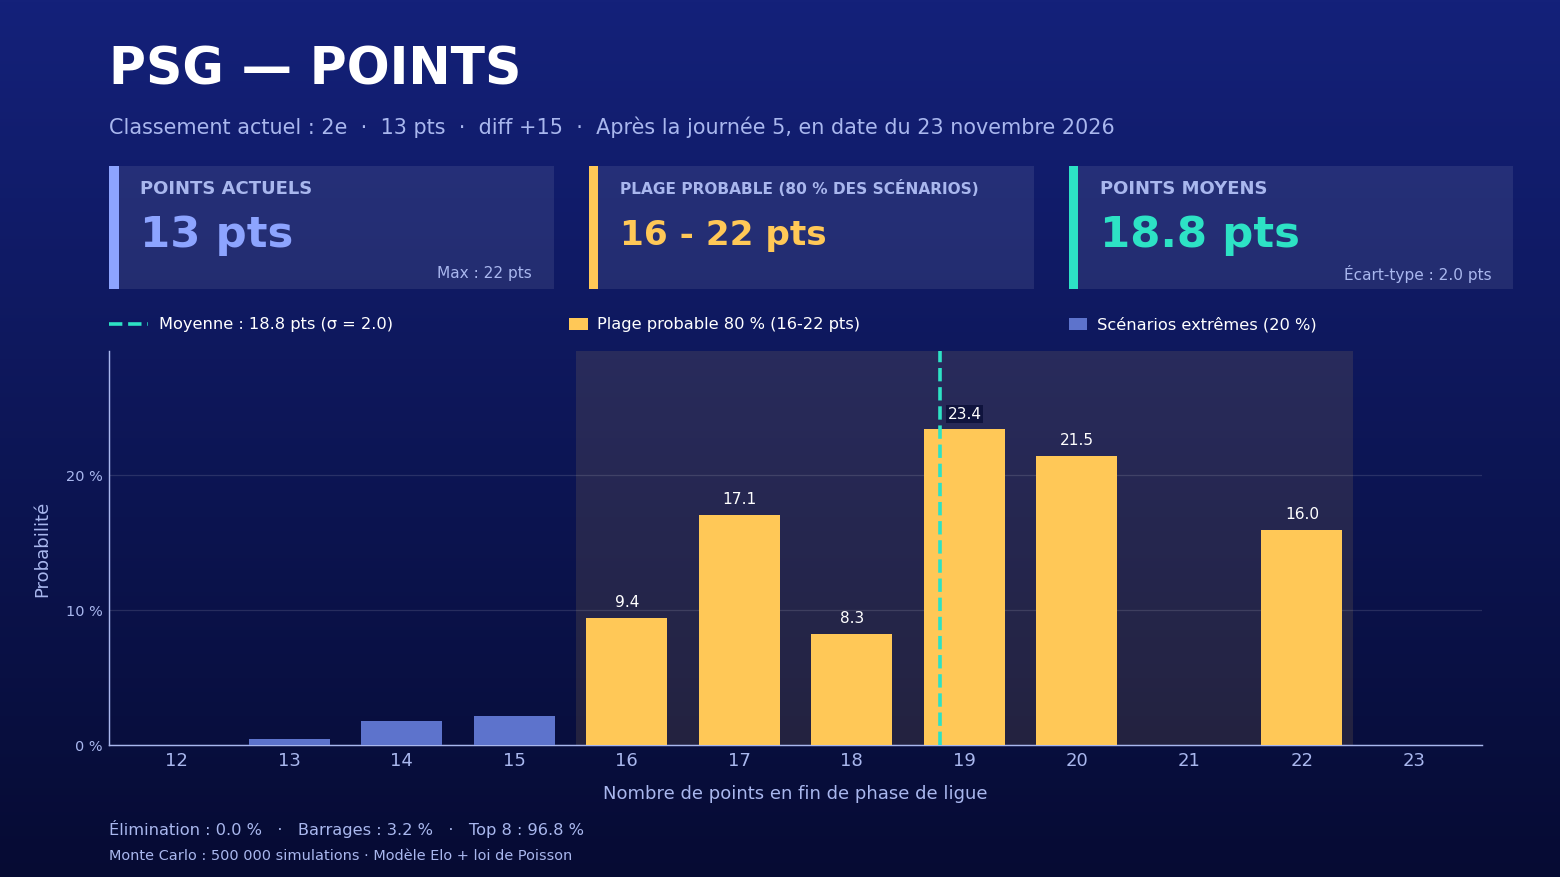 PSG — POINTS
Classement actuel : 2e · 13 pts · diff +15 · Après la journée 5, en date du 23 novembre 2026
POINTS ACTUELS
13 pts
Max : 22 pts
PLAGE PROBABLE (80 % DES SCÉNARIOS)
16 - 22 pts
POINTS MOYENS
18.8 pts
Écart-type : 2.0 pts
Moyenne : 18.8 pts (σ = 2.0)
Plage probable 80 % (16-22 pts)
Scénarios extrêmes (20 %)
Probabilité
20 %
10 %
0 %
9.4
17.1
8.3
23.4
21.5
16.0
12 13 14 15 16 17 18 19 20 21 22 23
Nombre de points en fin de phase de ligue
Élimination : 0.0 % · Barrages : 3.2 % · Top 8 : 96.8 %
Monte Carlo : 500 000 simulations · Modèle Elo + loi de Poisson